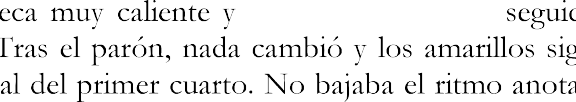 eca muy caliente y seguid
Tras el parón, nada cambió y los amarillos sig
al del primer cuarto. No bajaba el ritmo anota